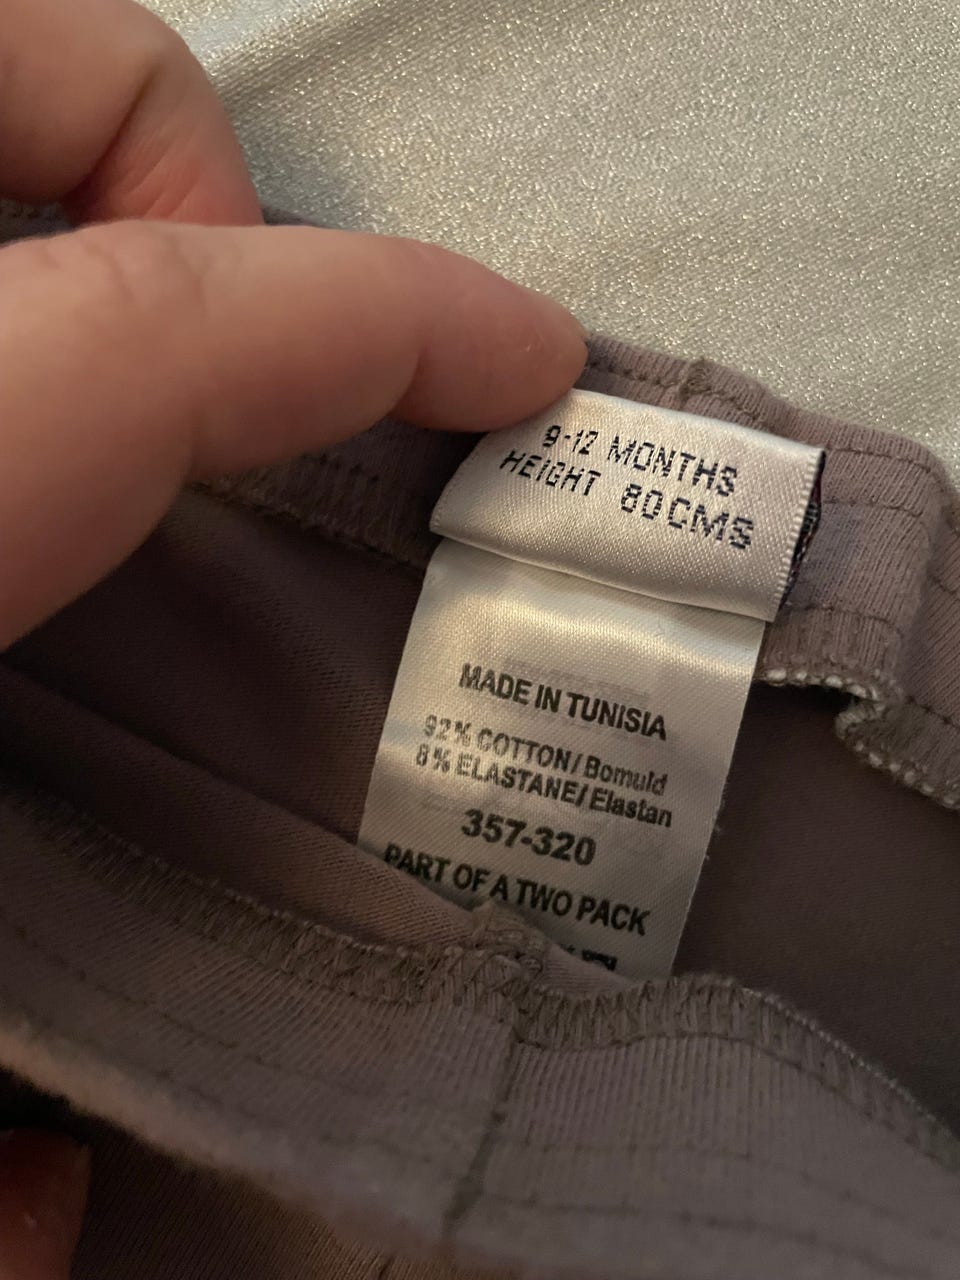 9-12 MONTHS
HEIGHT 80CMS
MADE IN TUNISIA
92% COTTON/Bomuld
8% ELASTANE/Elastan
357-320
PART OF A TWO PACK